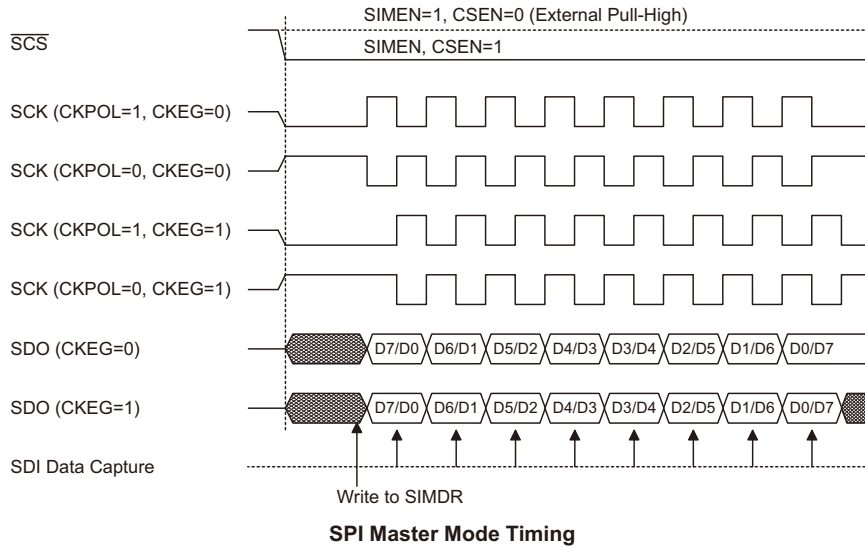 SIMEN=1, CSEN=0 (External Pull-High)
SCS
SIMEN, CSEN=1
SCK (CKPOL=1, CKEG=0)
SCK (CKPOL=0, CKEG=0)
SCK (CKPOL=1, CKEG=1)
SCK (CKPOL=0, CKEG=1)
SDO (CKEG=0) D7/D0 D6/D1 D5/D2 D4/D3 D3/D4 D2/D5 D1/D6 D0/D7
SDO (CKEG=1) D7/D0 D6/D1 D5/D2 D4/D3 D3/D4 D2/D5 D1/D6 D0/D7
SDI Data Capture
Write to SIMDR
SPI Master Mode Timing